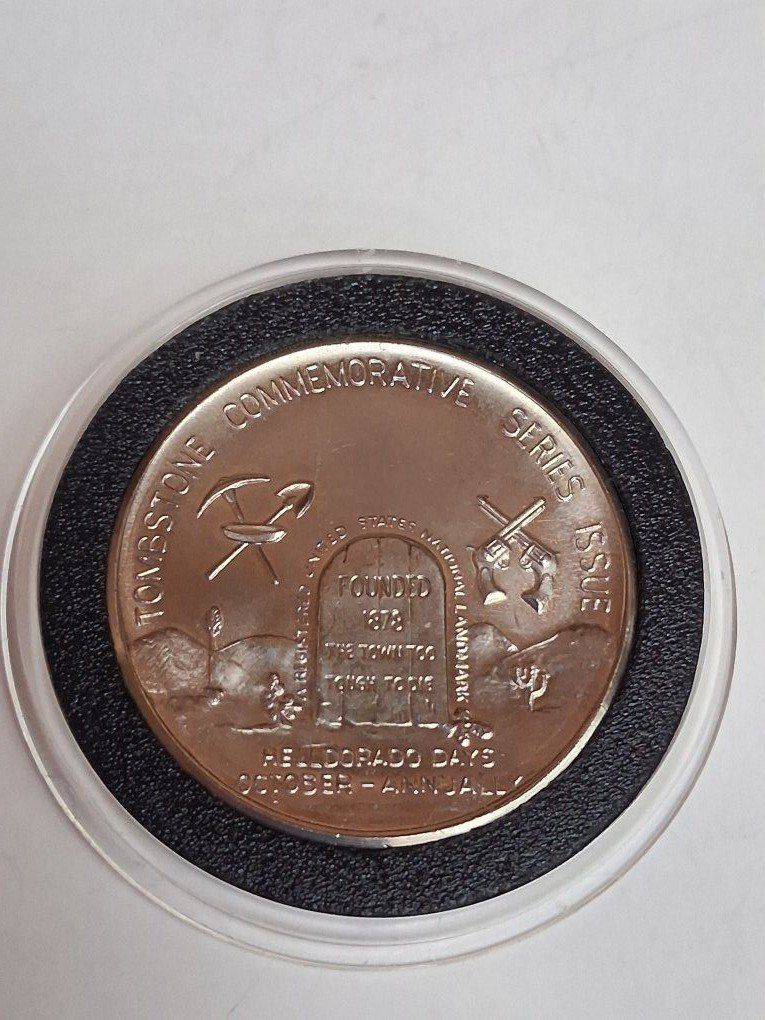 TOMBSTONE COMMEMORATIVE SERIES ISSUE
A REGISTERED UNITED STATES NATIONAL LANDMARK
FOUNDED
1878
THE TOWN TOO
TOUGH TO DIE
HELLDORADO DAYS
OCTOBER - ANNUALLY